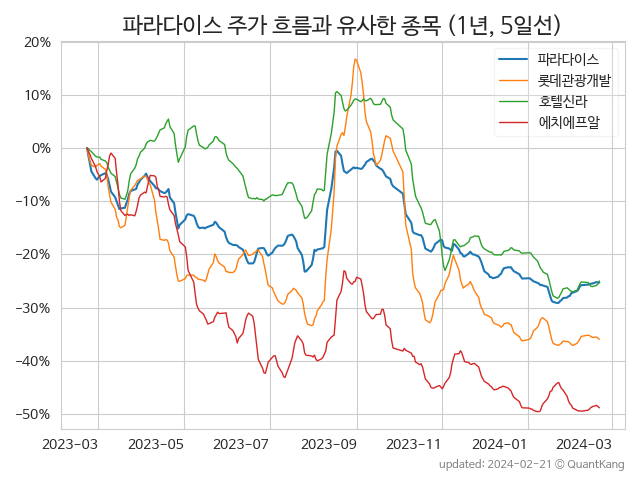 파라다이스 주가 흐름과 유사한 종목 (1년, 5일선)
20%
10%
0%
−10%
−20%
−30%
−40%
−50%
파라다이스
롯데관광개발
호텔신라
에치에프알
2023-03
2023-05
2023-07
2023-09
2023-11
2024-01
2024-03
updated: 2024-02-21 © QuantKang